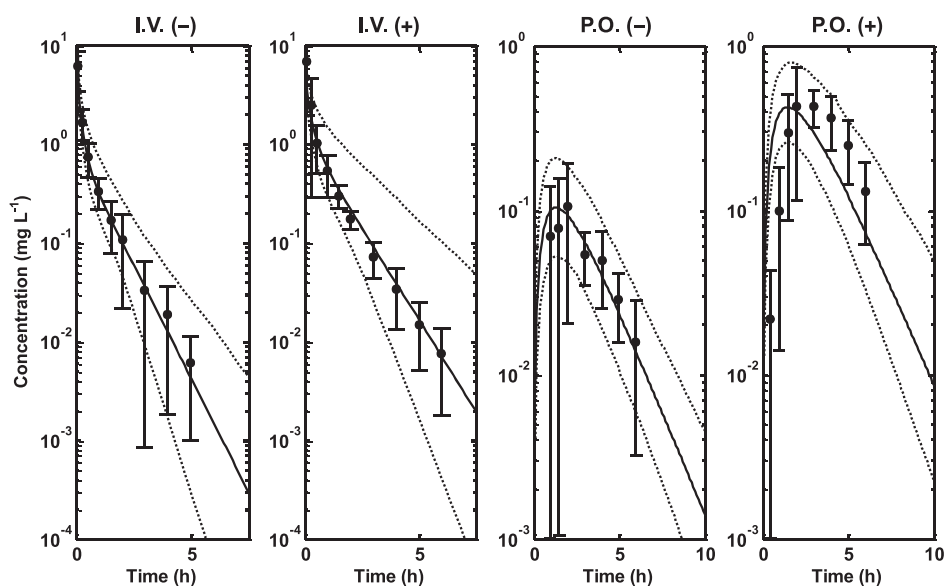 I.V. (−) I.V. (+) P.O. (−) P.O. (+)
Concentration (mg L⁻¹)
10¹ 10⁰ 10⁻¹ 10⁻² 10⁻³ 10⁻⁴
10¹ 10⁰ 10⁻¹ 10⁻² 10⁻³ 10⁻⁴
10⁰ 10⁻¹ 10⁻² 10⁻³
10⁰ 10⁻¹ 10⁻² 10⁻³
0 5 0 5 0 5 10 0 5 10
Time (h) Time (h) Time (h) Time (h)